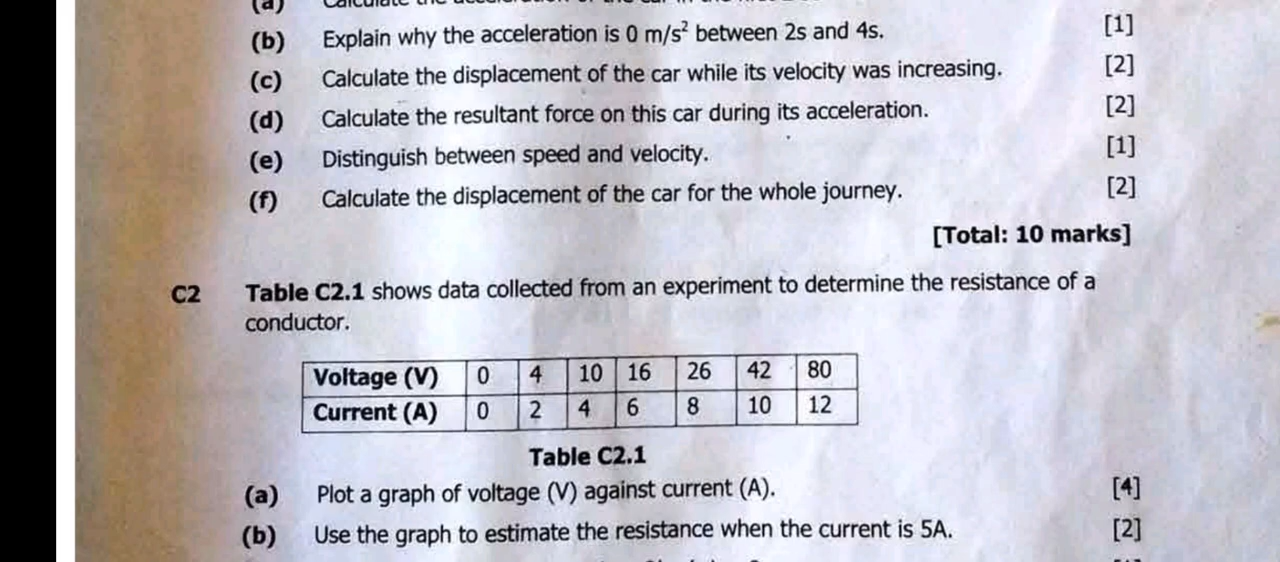 (a)
(b) Explain why the acceleration is 0 m/s² between 2s and 4s. [1]
(c) Calculate the displacement of the car while its velocity was increasing. [2]
(d) Calculate the resultant force on this car during its acceleration. [2]
(e) Distinguish between speed and velocity. [1]
(f) Calculate the displacement of the car for the whole journey. [2]
[Total: 10 marks]
C2 Table C2.1 shows data collected from an experiment to determine the resistance of a
conductor.
Voltage (V) 0 4 10 16 26 42 80
Current (A) 0 2 4 6 8 10 12
Table C2.1
(a) Plot a graph of voltage (V) against current (A). [4]
(b) Use the graph to estimate the resistance when the current is 5A. [2]